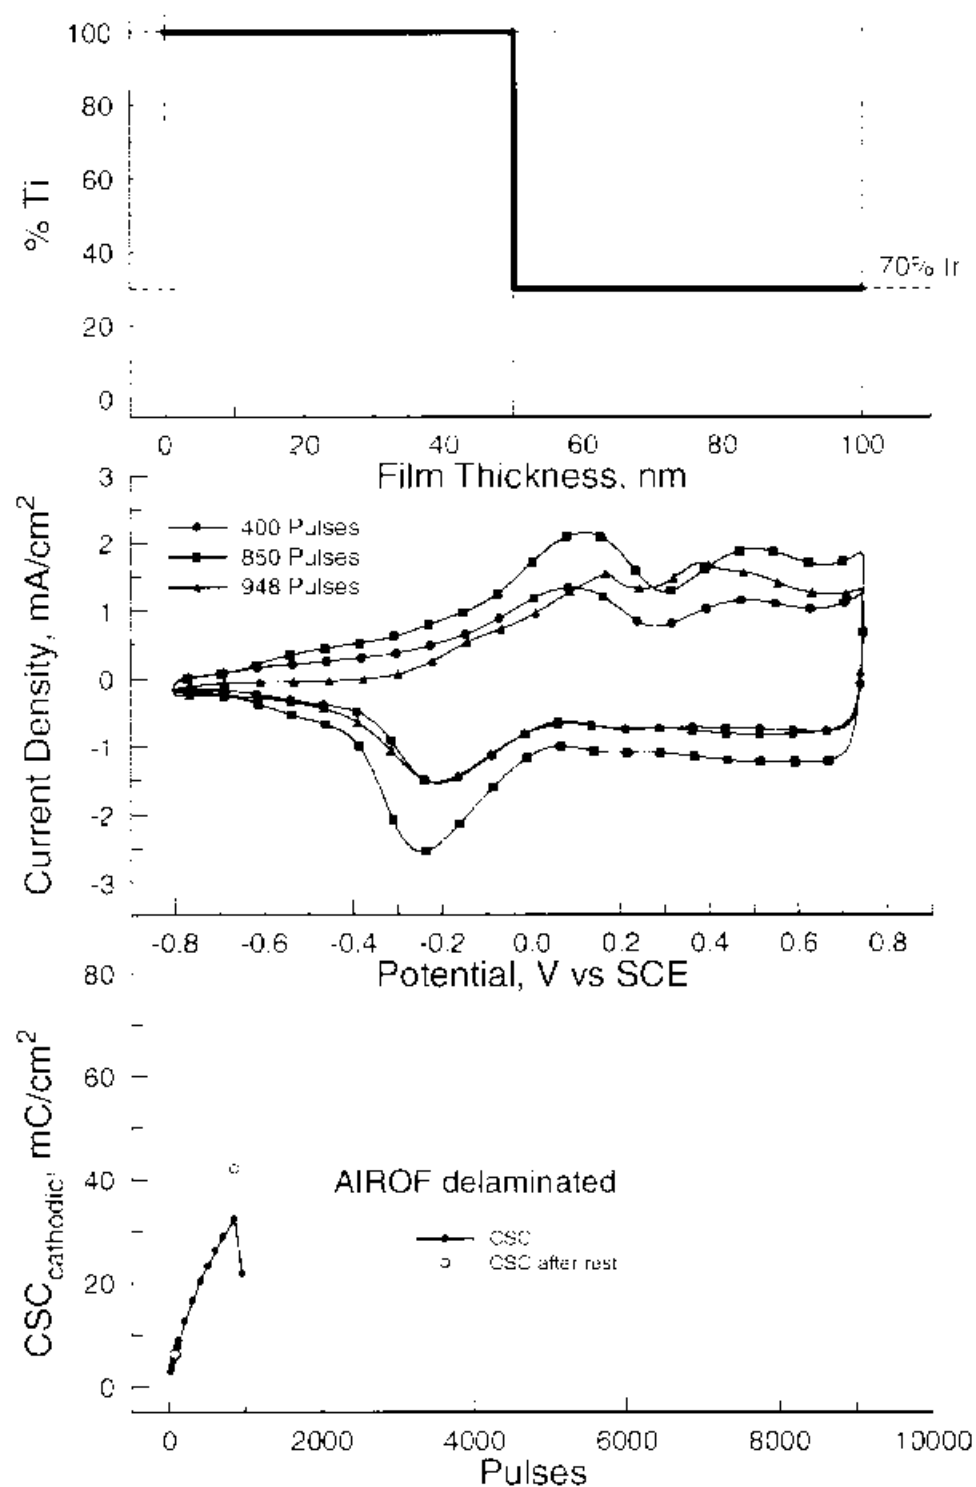 100
80
60
40
20
0
% Ti
70% Ir
0 20 40 60 80 100
Film Thickness, nm
3
2
1
0
-1
-2
-3
Current Density, mA/cm²
400 Pulses
850 Pulses
948 Pulses
-0.8 -0.6 -0.4 -0.2 0.0 0.2 0.4 0.6 0.8
Potential, V vs SCE
80
60
40
20
0
CSC cathodic, mC/cm²
AIROF delaminated
CSC
CSC after rest
0 2000 4000 6000 8000 10000
Pulses